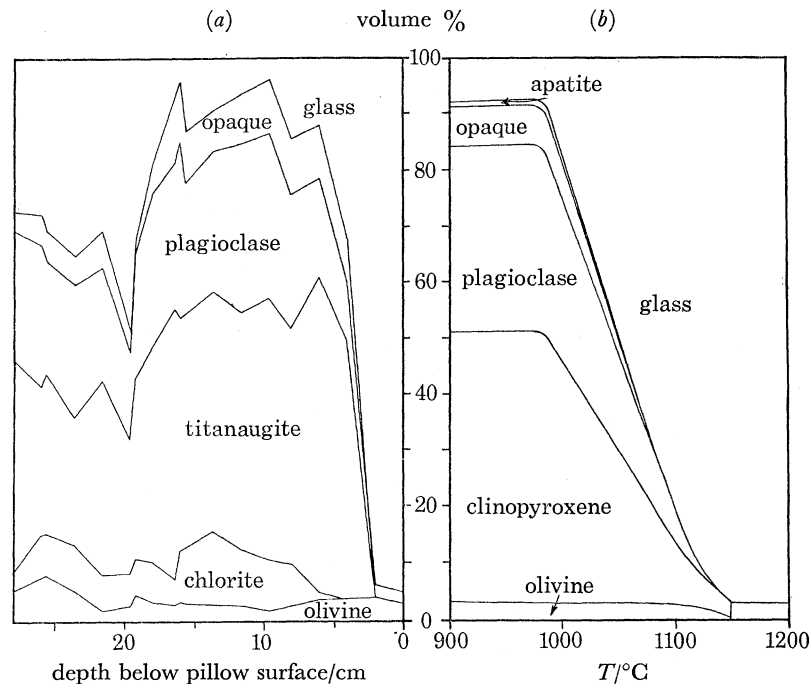 (a) volume % (b)
100
apatite
glass
opaque
opaque
80
plagioclase
plagioclase
60
glass
titanaugite
40
clinopyroxene
20
chlorite
olivine
olivine
0
20 10 0 900 1000 1100 1200
depth below pillow surface/cm T/°C